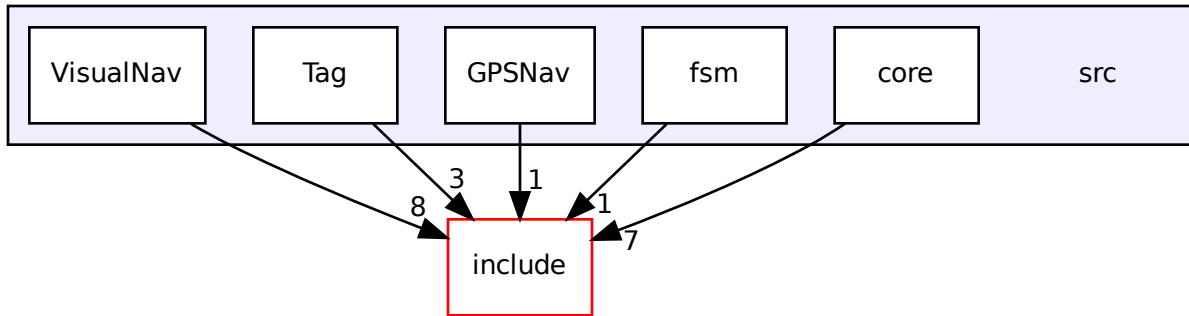 VisualNav
Tag
GPSNav
fsm
core
src
8
3
1
1
7
include